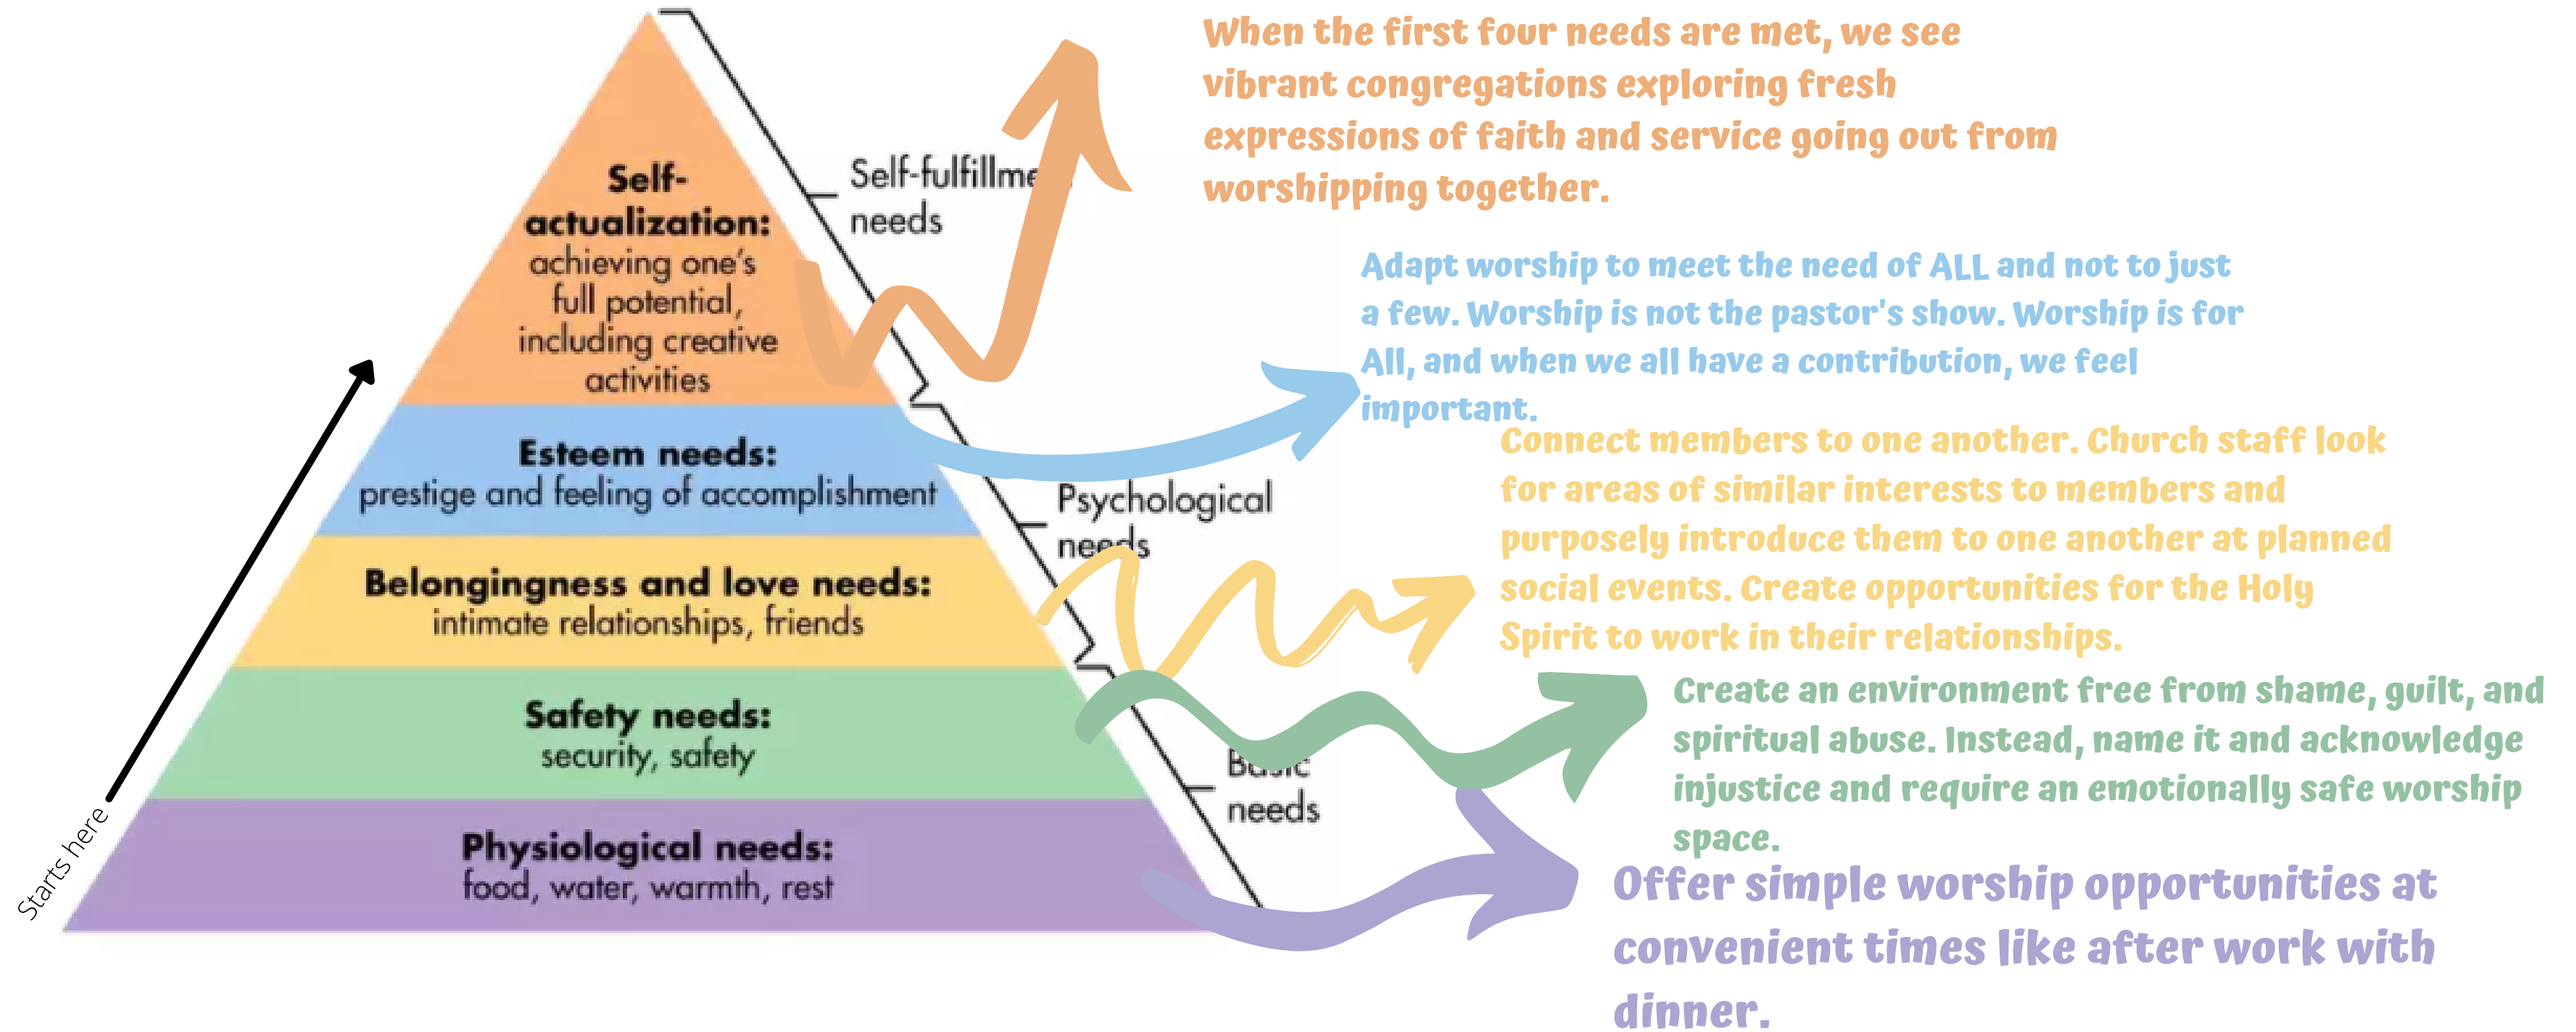 Self-
actualization:
achieving one's
full potential,
including creative
activities
Esteem needs:
prestige and feeling of accomplishment
Belongingness and love needs:
intimate relationships, friends
Safety needs:
security, safety
Physiological needs:
food, water, warmth, rest
Starts here
Self-fulfillme
needs
Psychological
needs
Basic
needs
When the first four needs are met, we see
vibrant congregations exploring fresh
expressions of faith and service going out from
worshipping together.
Adapt worship to meet the need of ALL and not to just
a few. Worship is not the pastor's show. Worship is for
All, and when we all have a contribution, we feel
important.
Connect members to one another. Church staff look
for areas of similar interests to members and
purposely introduce them to one another at planned
social events. Create opportunities for the Holy
Spirit to work in their relationships.
Create an environment free from shame, guilt, and
spiritual abuse. Instead, name it and acknowledge
injustice and require an emotionally safe worship
space.
Offer simple worship opportunities at
convenient times like after work with
dinner.